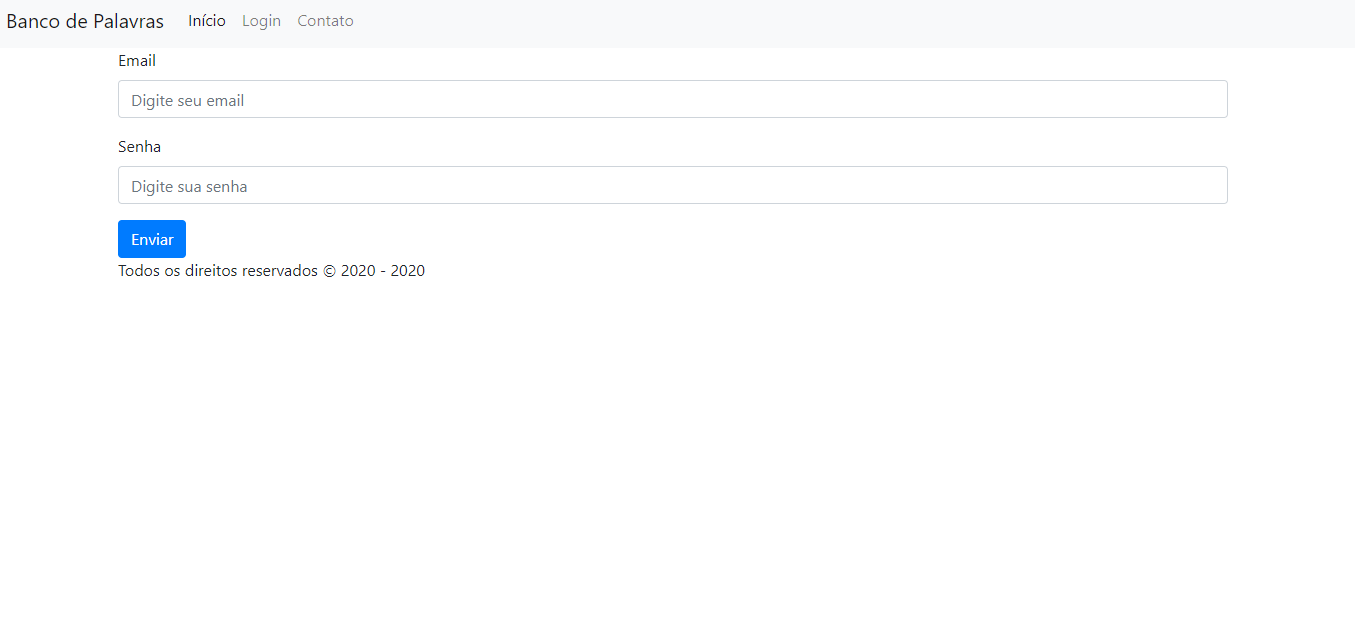 Banco de Palavras Início Login Contato
Email
Digite seu email
Senha
Digite sua senha
Enviar
Todos os direitos reservados © 2020 - 2020